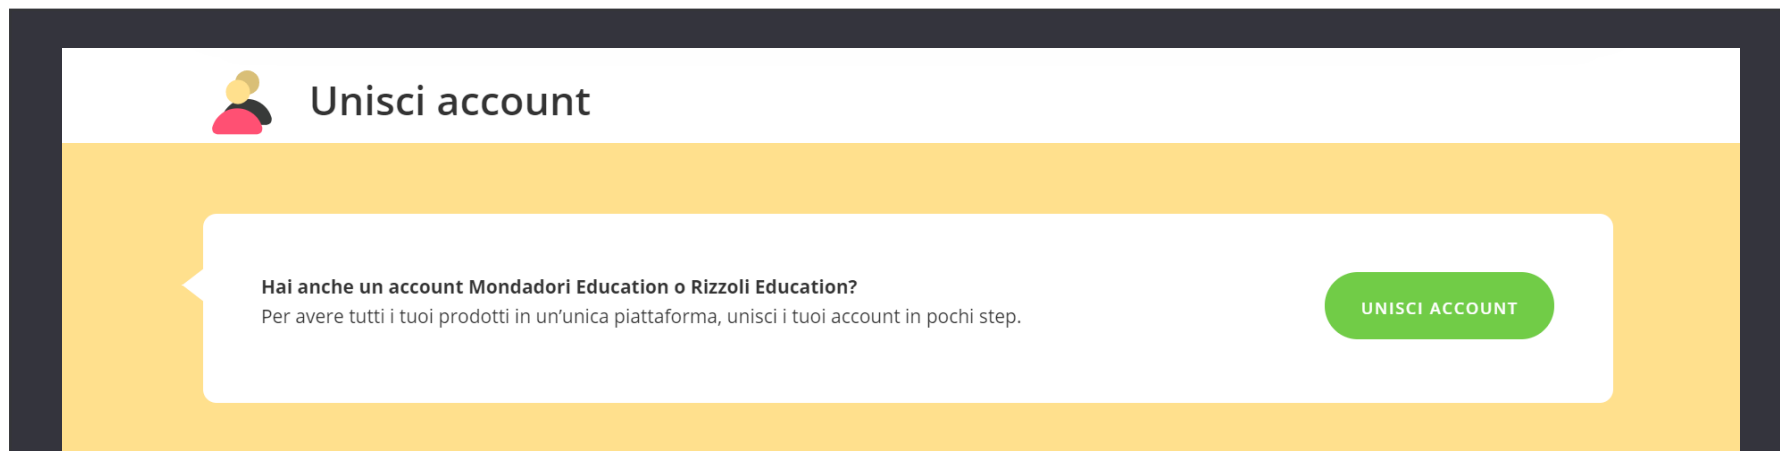 Unisci account
Hai anche un account Mondadori Education o Rizzoli Education?
Per avere tutti i tuoi prodotti in un’unica piattaforma, unisci i tuoi account in pochi step.
UNISCI ACCOUNT